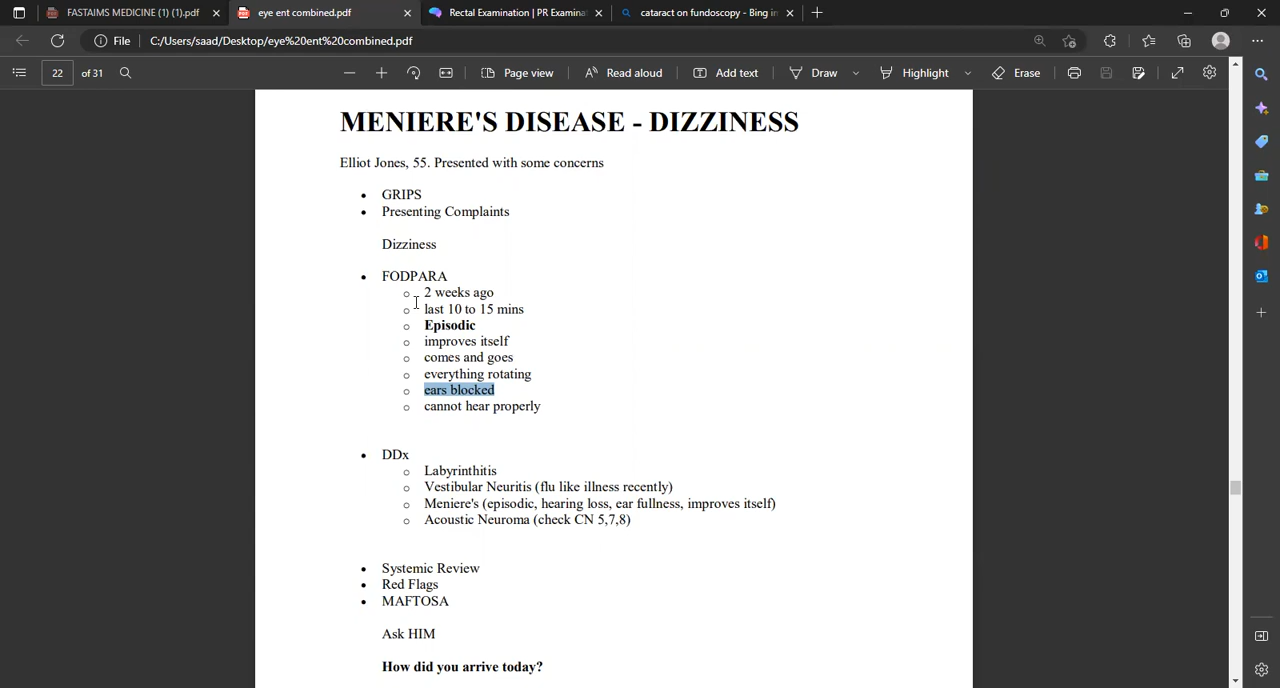 FASTAIMS MEDICINE (1) (1).pdf
eye ent combined.pdf
Rectal Examination | PR Examina
cataract on fundoscopy - Bing in
File
C:/Users/saad/Desktop/eye%20ent%20combined.pdf
22 of 31
Page view
Read aloud
Add text
Draw
Highlight
Erase
MENIERE'S DISEASE - DIZZINESS
Elliot Jones, 55. Presented with some concerns
GRIPS
Presenting Complaints
Dizziness
FODPARA
2 weeks ago
last 10 to 15 mins
Episodic
improves itself
comes and goes
everything rotating
ears blocked
cannot hear properly
DDx
Labyrinthitis
Vestibular Neuritis (flu like illness recently)
Meniere's (episodic, hearing loss, ear fullness, improves itself)
Acoustic Neuroma (check CN 5,7,8)
Systemic Review
Red Flags
MAFTOSA
Ask HIM
How did you arrive today?